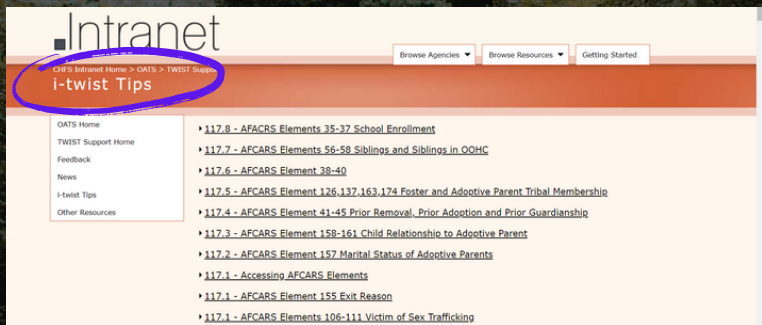 .Intranet
Browse Agencies Browse Resources Getting Started
CHFS Intranet Home > OATS > TWIST Support
i-twist Tips
OATS Home
TWIST Support Home
Feedback
News
i-twist Tips
Other Resources
117.8 - AFACRS Elements 35-37 School Enrollment
117.7 - AFCARS Elements 56-58 Siblings and Siblings in OOHC
117.6 - AFCARS Element 38-40
117.5 - AFCARS Element 126,137,163,174 Foster and Adoptive Parent Tribal Membership
117.4 - AFCARS Element 41-45 Prior Removal, Prior Adoption and Prior Guardianship
117.3 - AFCARS Element 158-161 Child Relationship to Adoptive Parent
117.2 - AFCARS Element 157 Marital Status of Adoptive Parents
117.1 - Accessing AFCARS Elements
117.1 - AFCARS Element 155 Exit Reason
117.1 - AFCARS Elements 106-111 Victim of Sex Trafficking